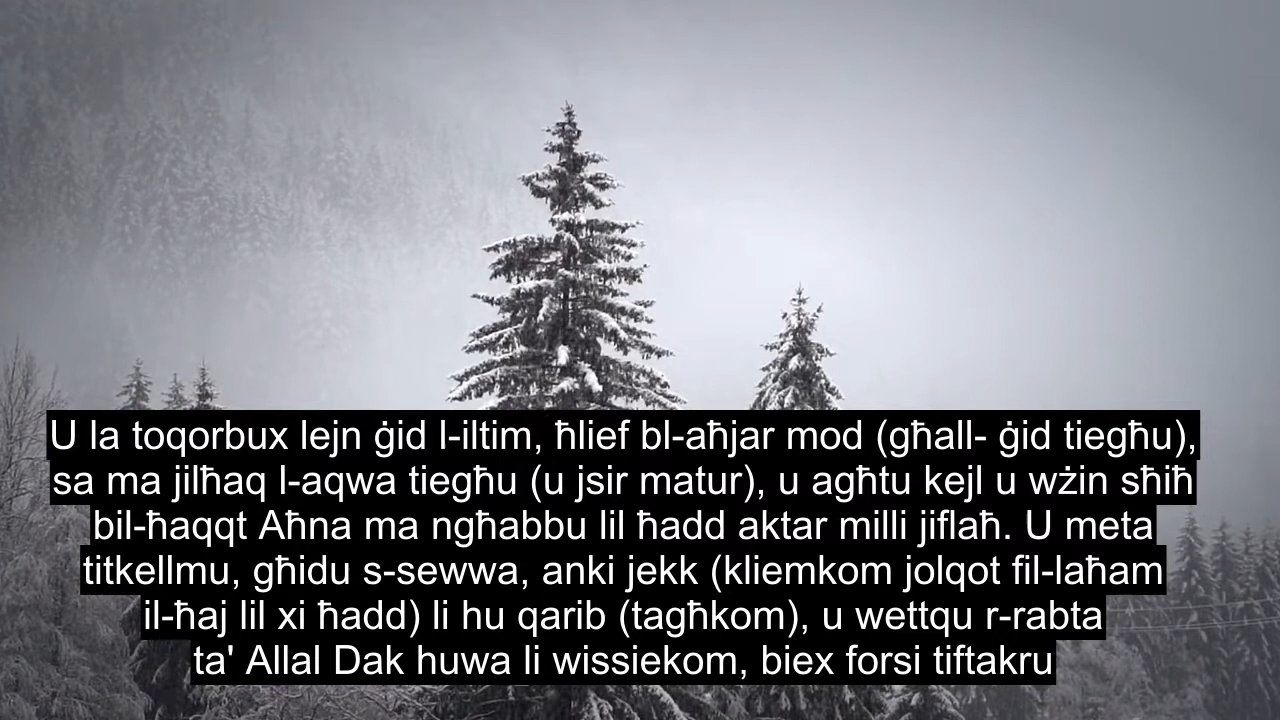 U la toqorbux lejn ġid l-iltim, ħlief bl-aħjar mod (għall- ġid tiegħu),
sa ma jilħaq l-aqwa tiegħu (u jsir matur), u agħtu kejl u wżin sħiħ
bil-ħaqqt Aħna ma ngħabbu lil ħadd aktar milli jiflaħ. U meta
titkellmu, għidu s-sewwa, anki jekk (kliemkom jolqot fil-laħam
il-ħaj lil xi ħadd) li hu qarib (tagħkom), u wettqu r-rabta
ta' Allal Dak huwa li wissiekom, biex forsi tiftakru